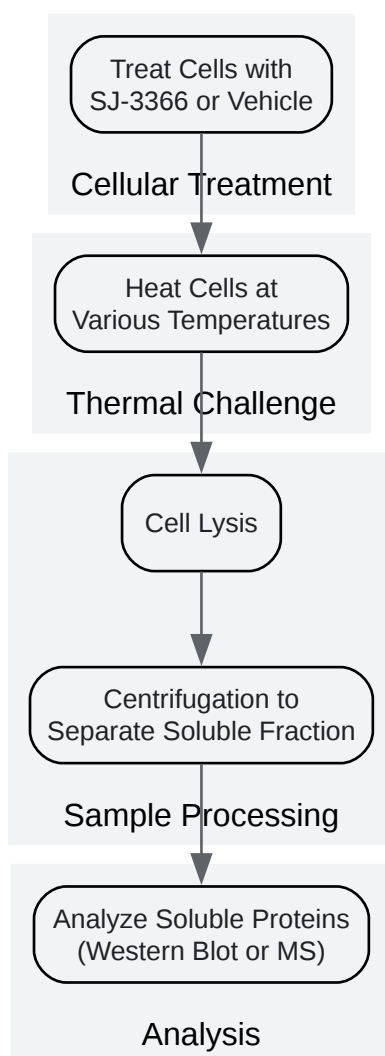 Treat Cells with
SJ-3366 or Vehicle
Cellular Treatment
Heat Cells at
Various Temperatures
Thermal Challenge
Cell Lysis
Centrifugation to
Separate Soluble Fraction
Sample Processing
Analyze Soluble Proteins
(Western Blot or MS)
Analysis